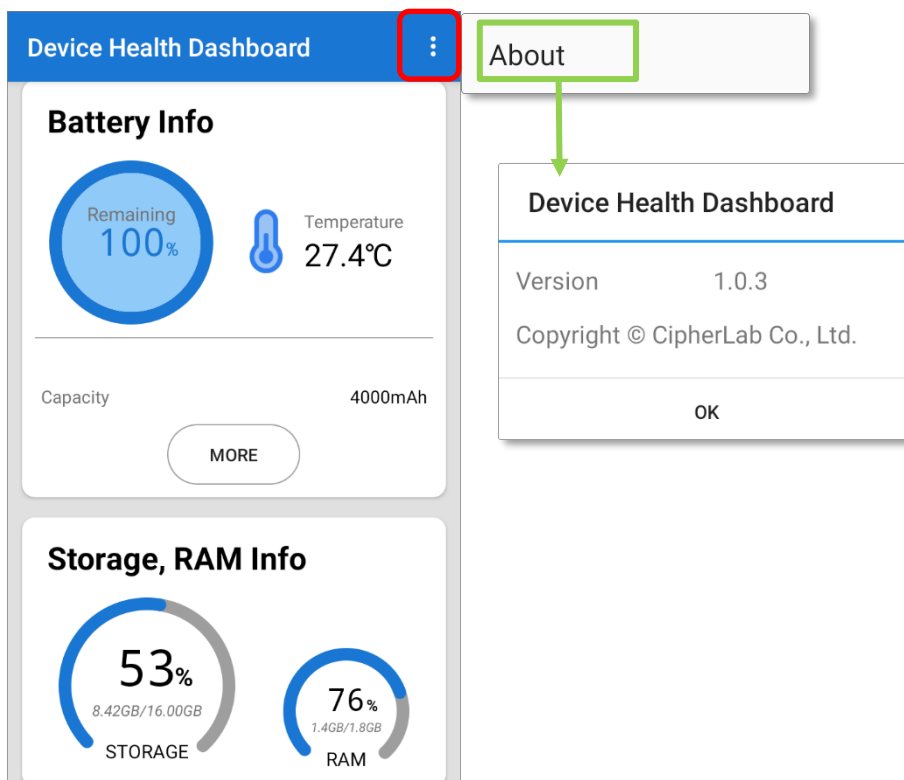 Device Health Dashboard
About
Battery Info
Remaining
100%
Temperature
27.4℃
Capacity 4000mAh
MORE
Device Health Dashboard
Version 1.0.3
Copyright © CipherLab Co., Ltd.
OK
Storage, RAM Info
53%
8.42GB/16.00GB
STORAGE
76%
1.4GB/1.8GB
RAM